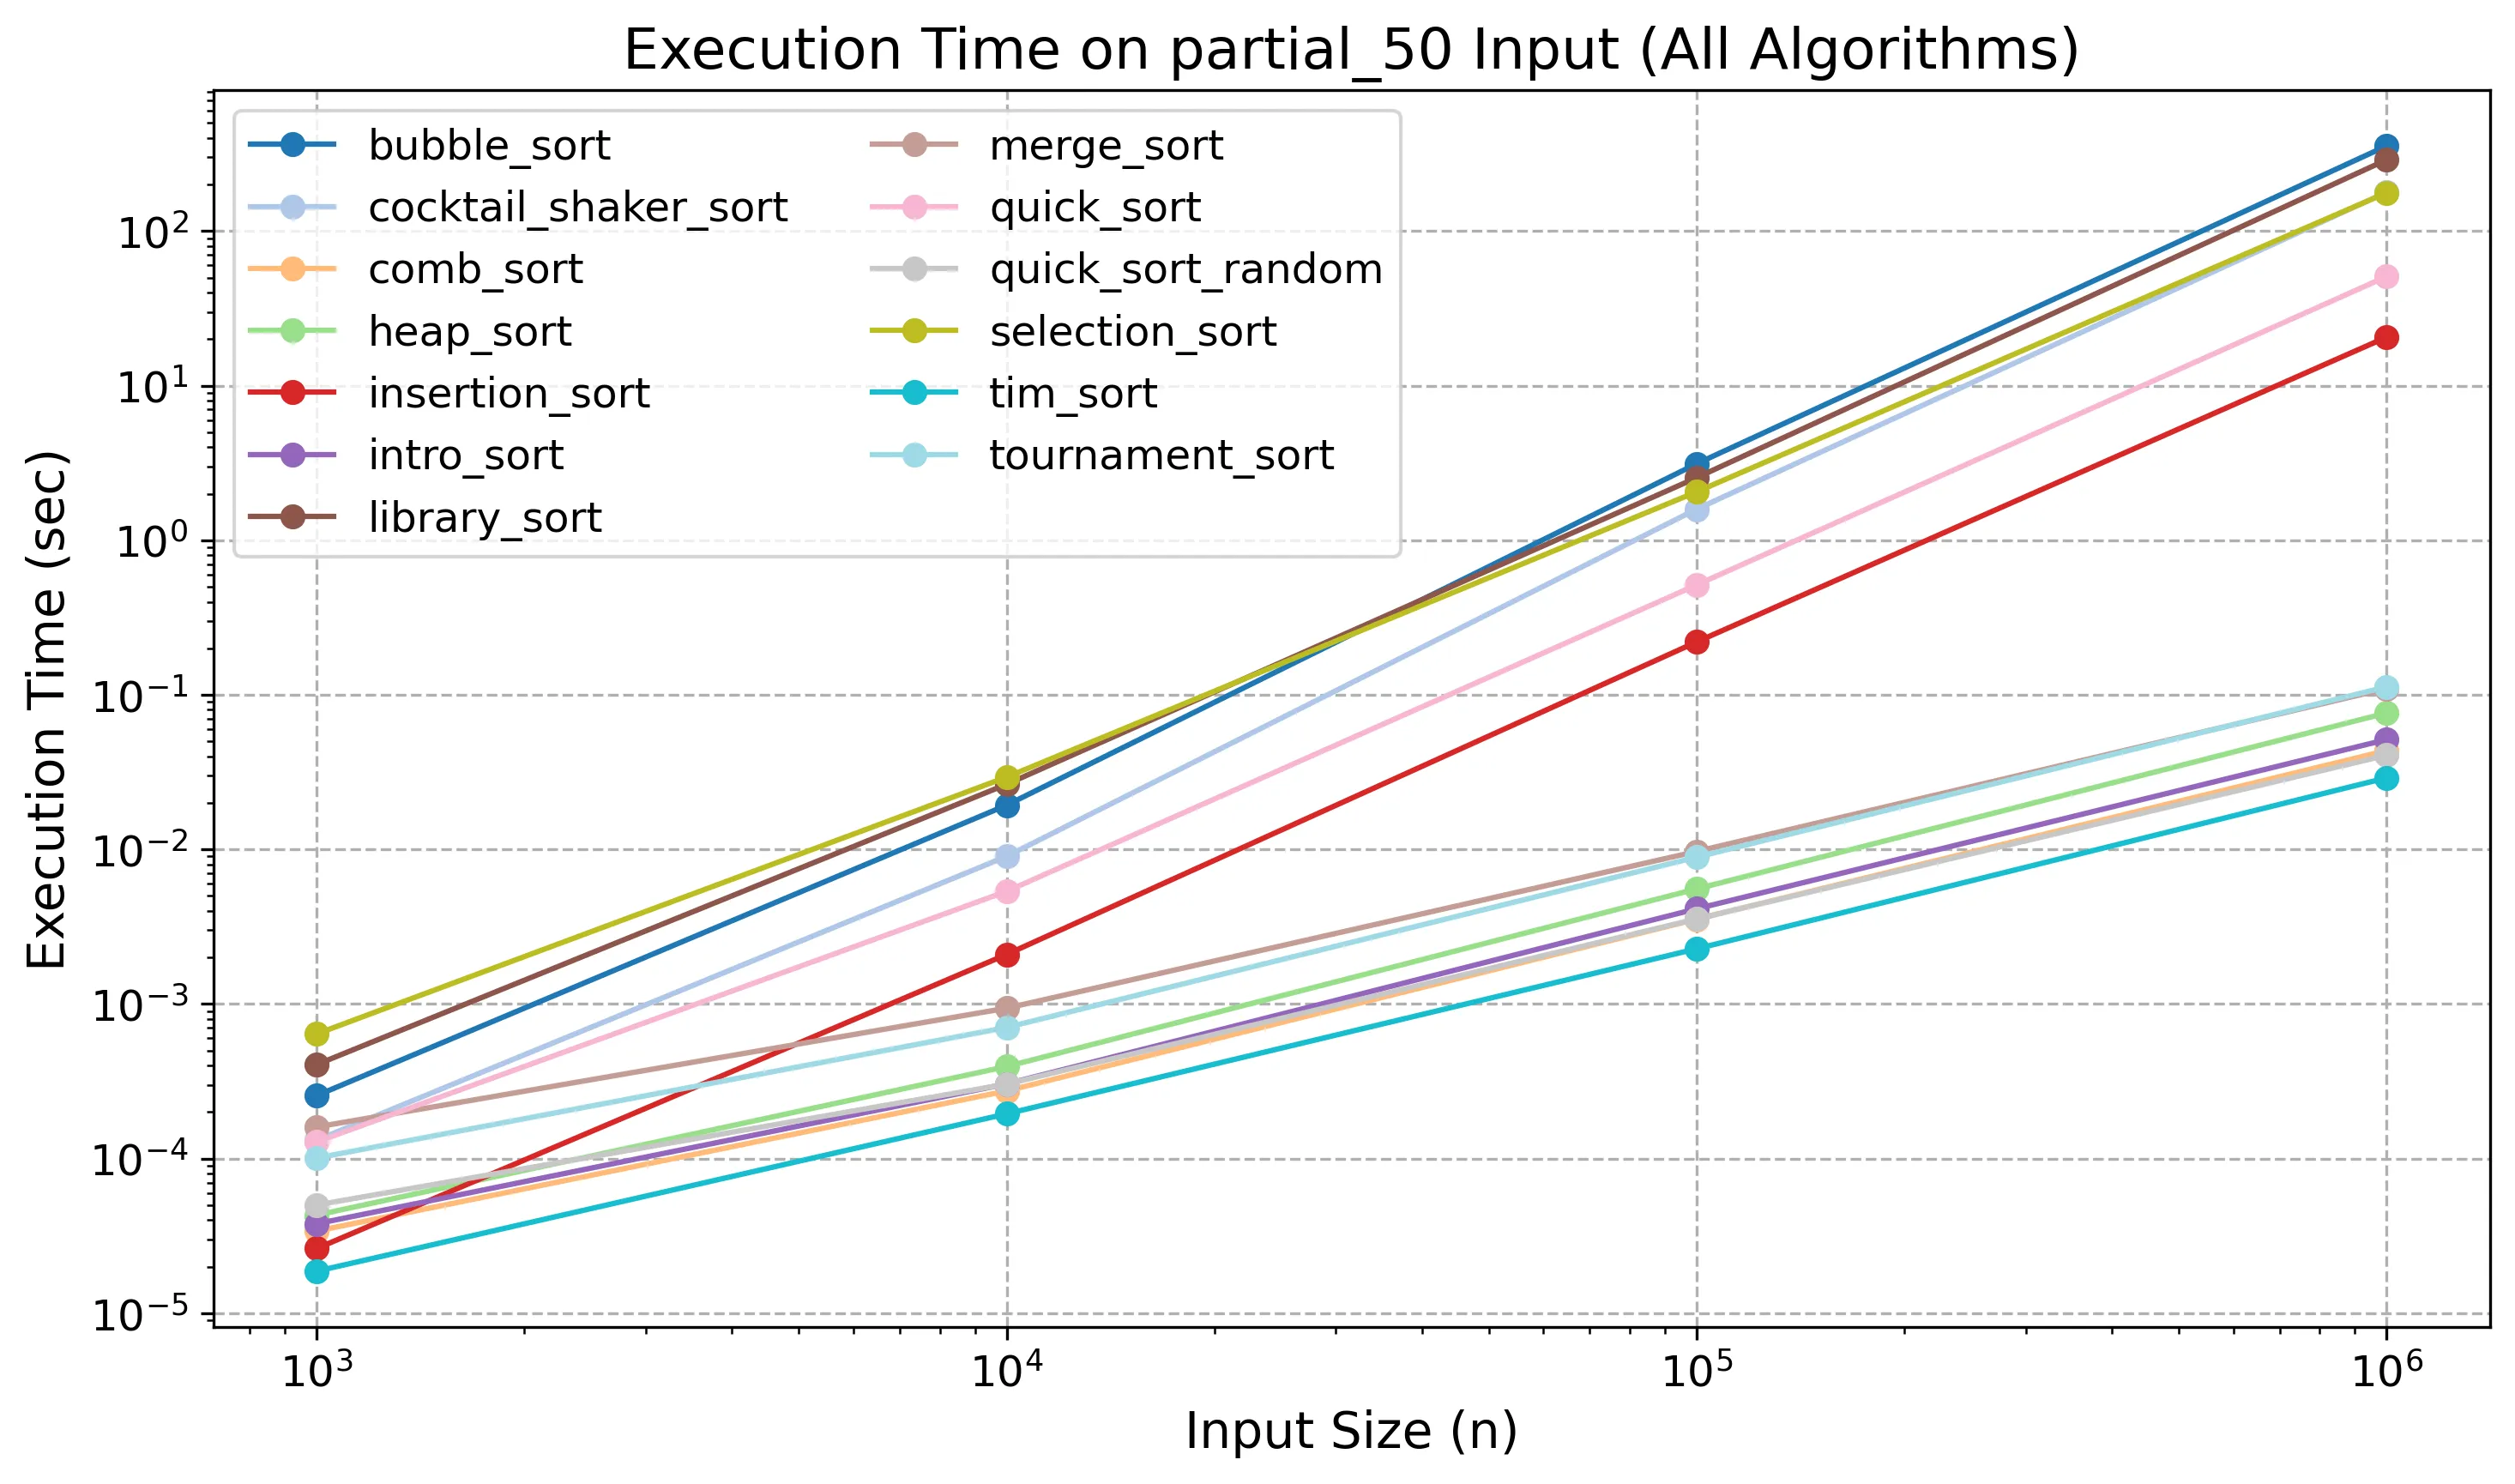 Execution Time on partial_50 Input (All Algorithms)
bubble_sort
cocktail_shaker_sort
comb_sort
heap_sort
insertion_sort
intro_sort
library_sort
merge_sort
quick_sort
quick_sort_random
selection_sort
tim_sort
tournament_sort
Execution Time (sec)
10²
10¹
10⁰
10⁻¹
10⁻²
10⁻³
10⁻⁴
10⁻⁵
10³ 10⁴ 10⁵ 10⁶
Input Size (n)